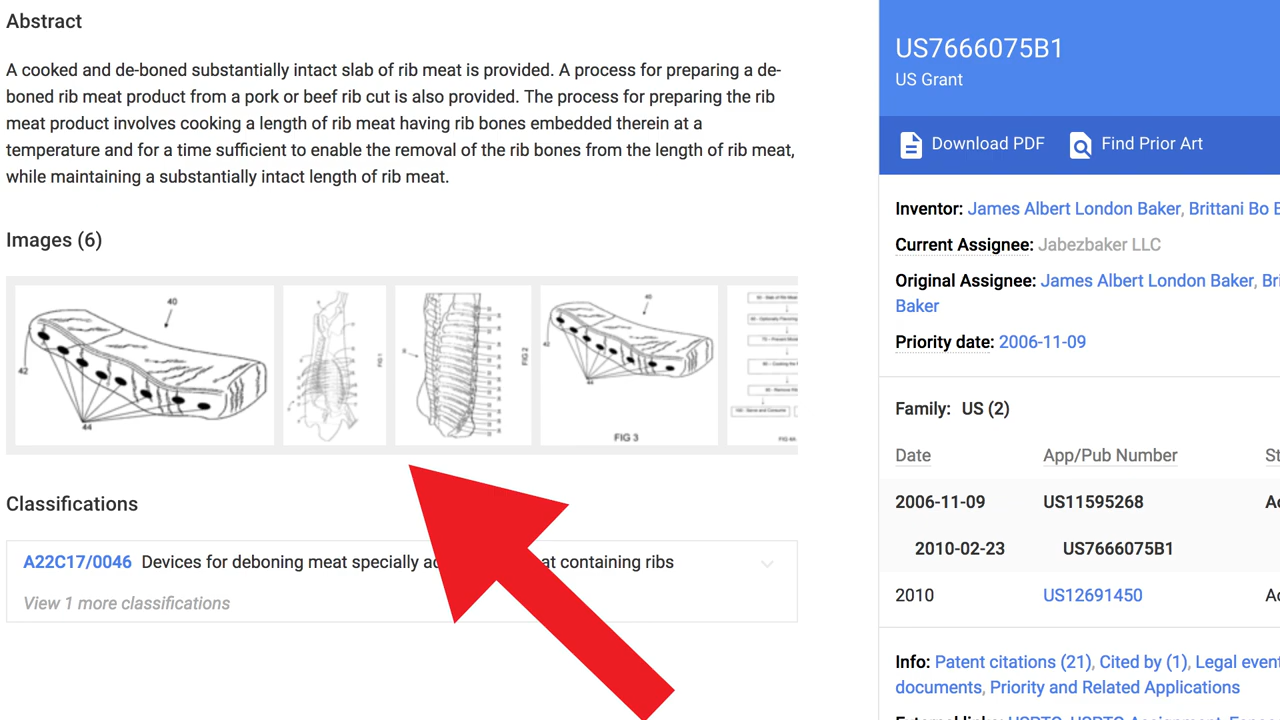 Abstract
A cooked and de-boned substantially intact slab of rib meat is provided. A process for preparing a de-
boned rib meat product from a pork or beef rib cut is also provided. The process for preparing the rib
meat product involves cooking a length of rib meat having rib bones embedded therein at a
temperature and for a time sufficient to enable the removal of the rib bones from the length of rib meat,
while maintaining a substantially intact length of rib meat.
Images (6)
40
42
44
FIG 1
FIG 2
40
42
44
FIG 3
FIG 4A
Classifications
A22C17/0046 Devices for deboning meat specially containing ribs
View 1 more classifications
US7666075B1
US Grant
Download PDF Find Prior Art
Inventor: James Albert London Baker, Brittani Bo
Current Assignee: Jabezbaker LLC
Original Assignee: James Albert London Baker,
Baker
Priority date: 2006-11-09
Family: US (2)
Date App/Pub Number
2006-11-09 US11595268
2010-02-23 US7666075B1
2010 US12691450
Info: Patent citations (21), Cited by (1), Legal event
documents, Priority and Related Applications